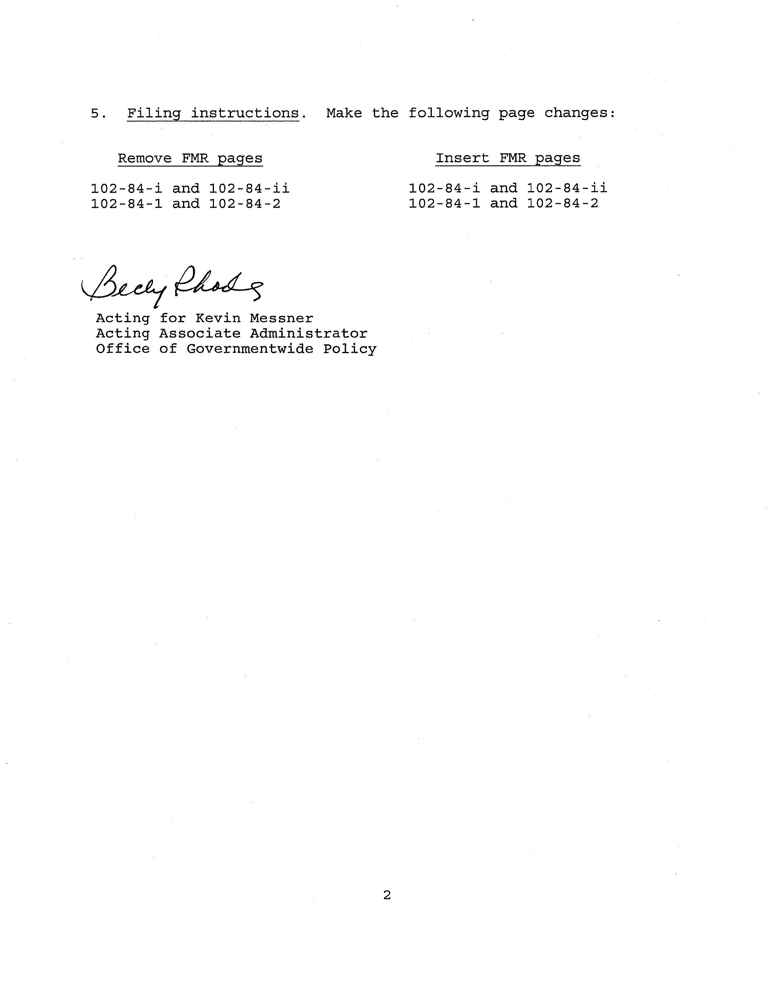 5. Filing instructions. Make the following page changes:
Remove FMR pages Insert FMR pages
102-84-i and 102-84-ii 102-84-i and 102-84-ii
102-84-1 and 102-84-2 102-84-1 and 102-84-2
Becky Rhodes
Acting for Kevin Messner
Acting Associate Administrator
Office of Governmentwide Policy
2